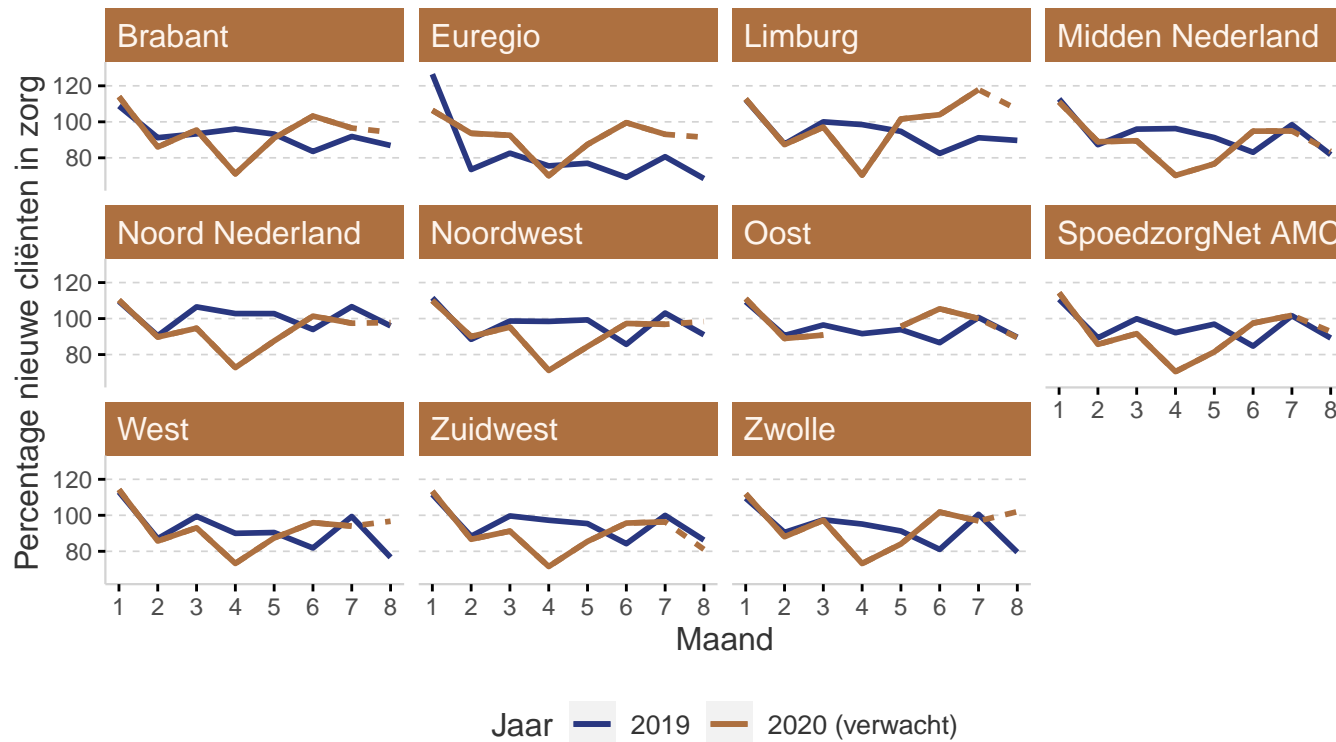 Percentage nieuwe cliënten in zorg
Brabant
Euregio
Limburg
Midden Nederland
120
100
80
Noord Nederland
Noordwest
Oost
SpoedzorgNet AMC
120
100
80
1 2 3 4 5 6 7 8
West
Zuidwest
Zwolle
120
100
80
1 2 3 4 5 6 7 8
1 2 3 4 5 6 7 8
1 2 3 4 5 6 7 8
Maand
Jaar 2019 2020 (verwacht)